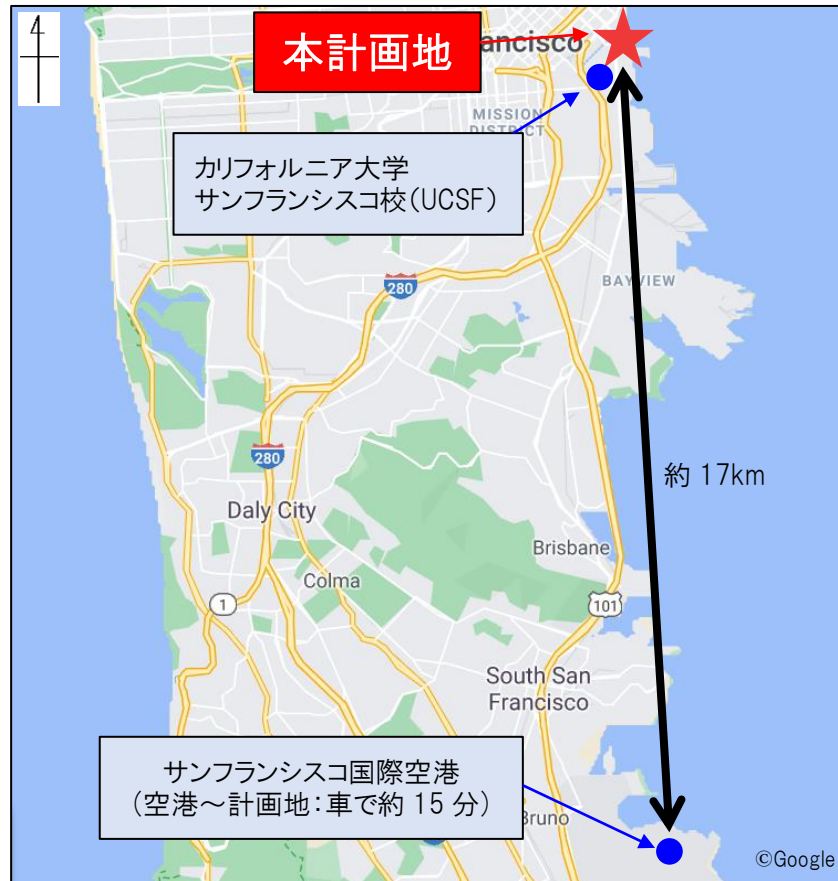 4
本計画地
ancisco
MISSION
DISTRICT
カリフォルニア大学
サンフランシスコ校(UCSF)
280
BAYVIEW
280
Daly City
約 17km
Brisbane
Colma
1
101
South San
Francisco
サンフランシスコ国際空港
(空港～計画地:車で約 15 分)
Bruno
©Google